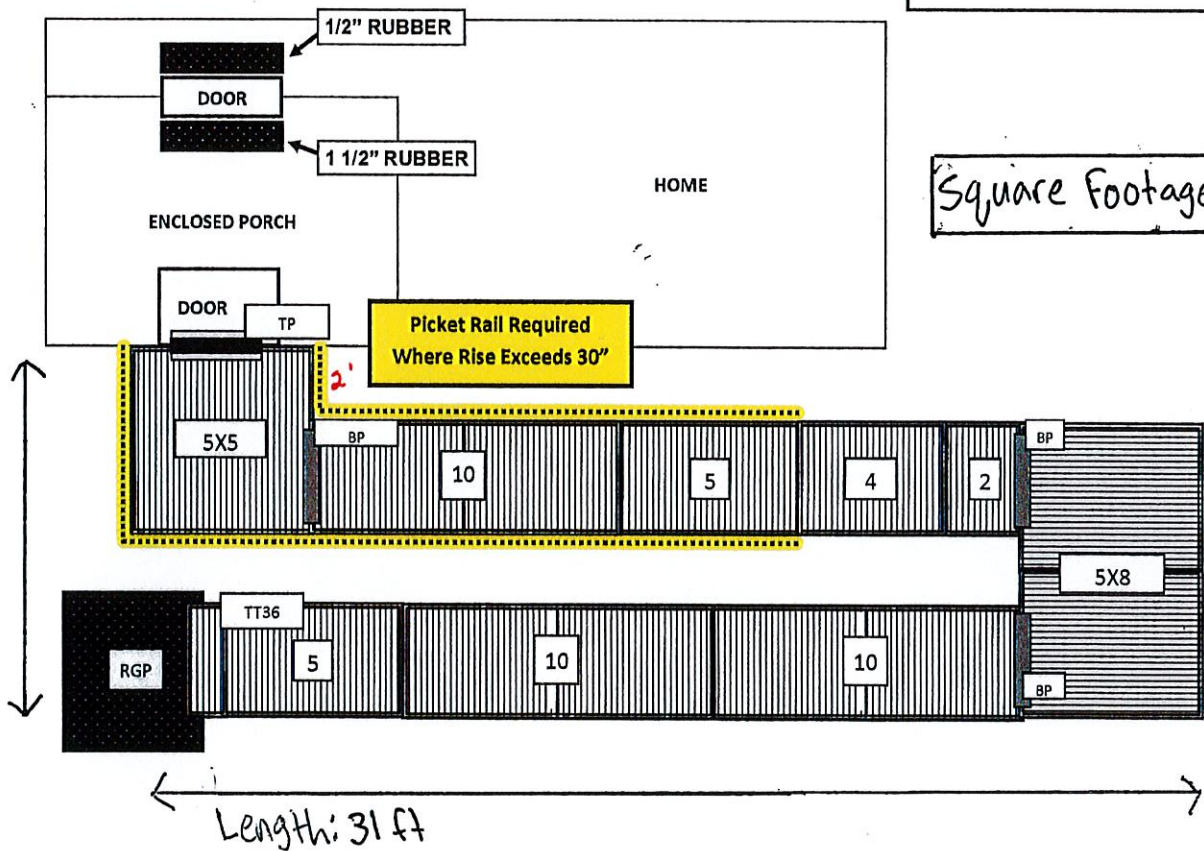 1/2" RUBBER
DOOR
1 1/2" RUBBER
HOME
Square Footage
ENCLOSED PORCH
DOOR
TP
Picket Rail Required
Where Rise Exceeds 30"
2'
5X5
BP
10
5
4
2
BP
5X8
TT36
RGP
5
10
10
BP
Length: 31 ft